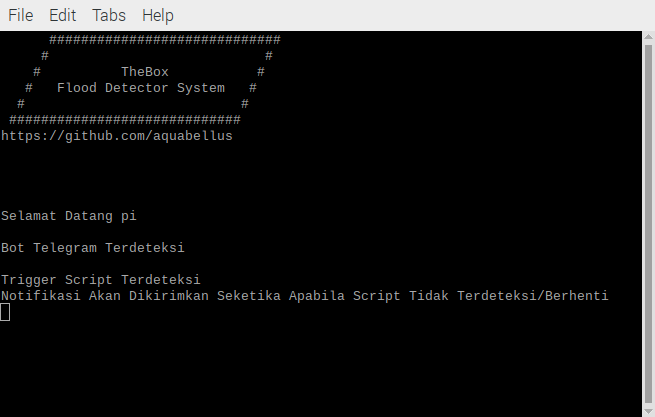 File Edit Tabs Help
#############################
# #
# TheBox #
# Flood Detector System #
# #
#############################
https://github.com/aquabellus
Selamat Datang pi
Bot Telegram Terdeteksi
Trigger Script Terdeteksi
Notifikasi Akan Dikirimkan Seketika Apabila Script Tidak Terdeteksi/Berhenti